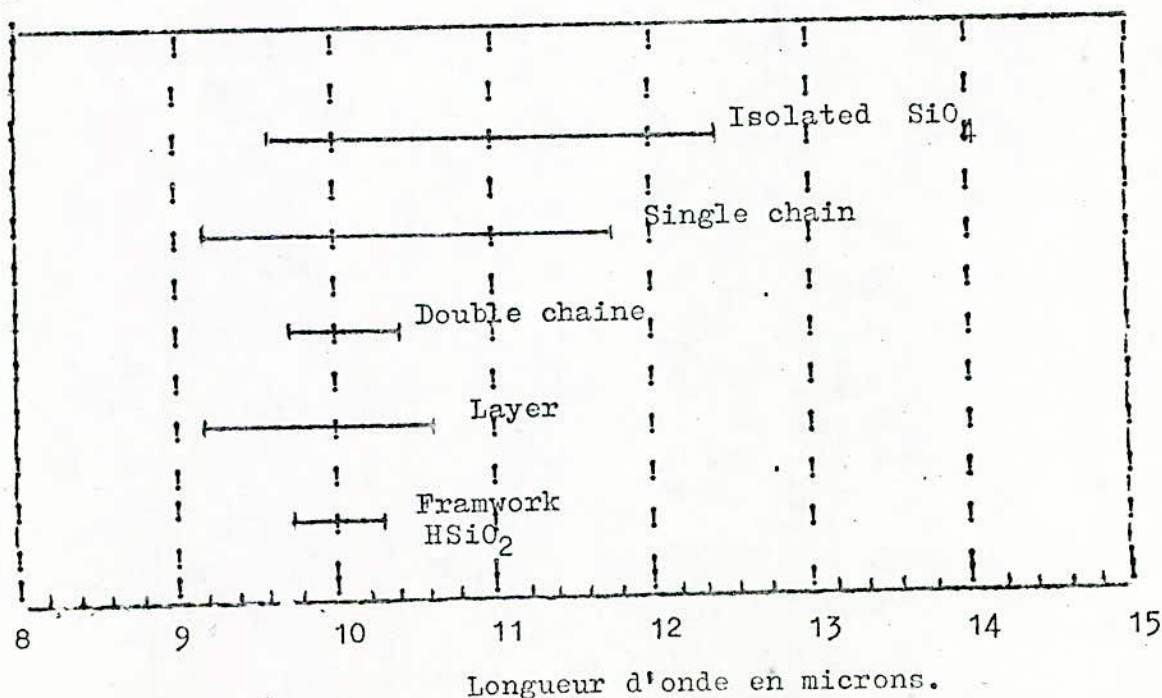 Isolated SiO4
Single chain
Double chaine
Layer
Framwork
HSiO2
8 9 10 11 12 13 14 15
Longueur d'onde en microns.